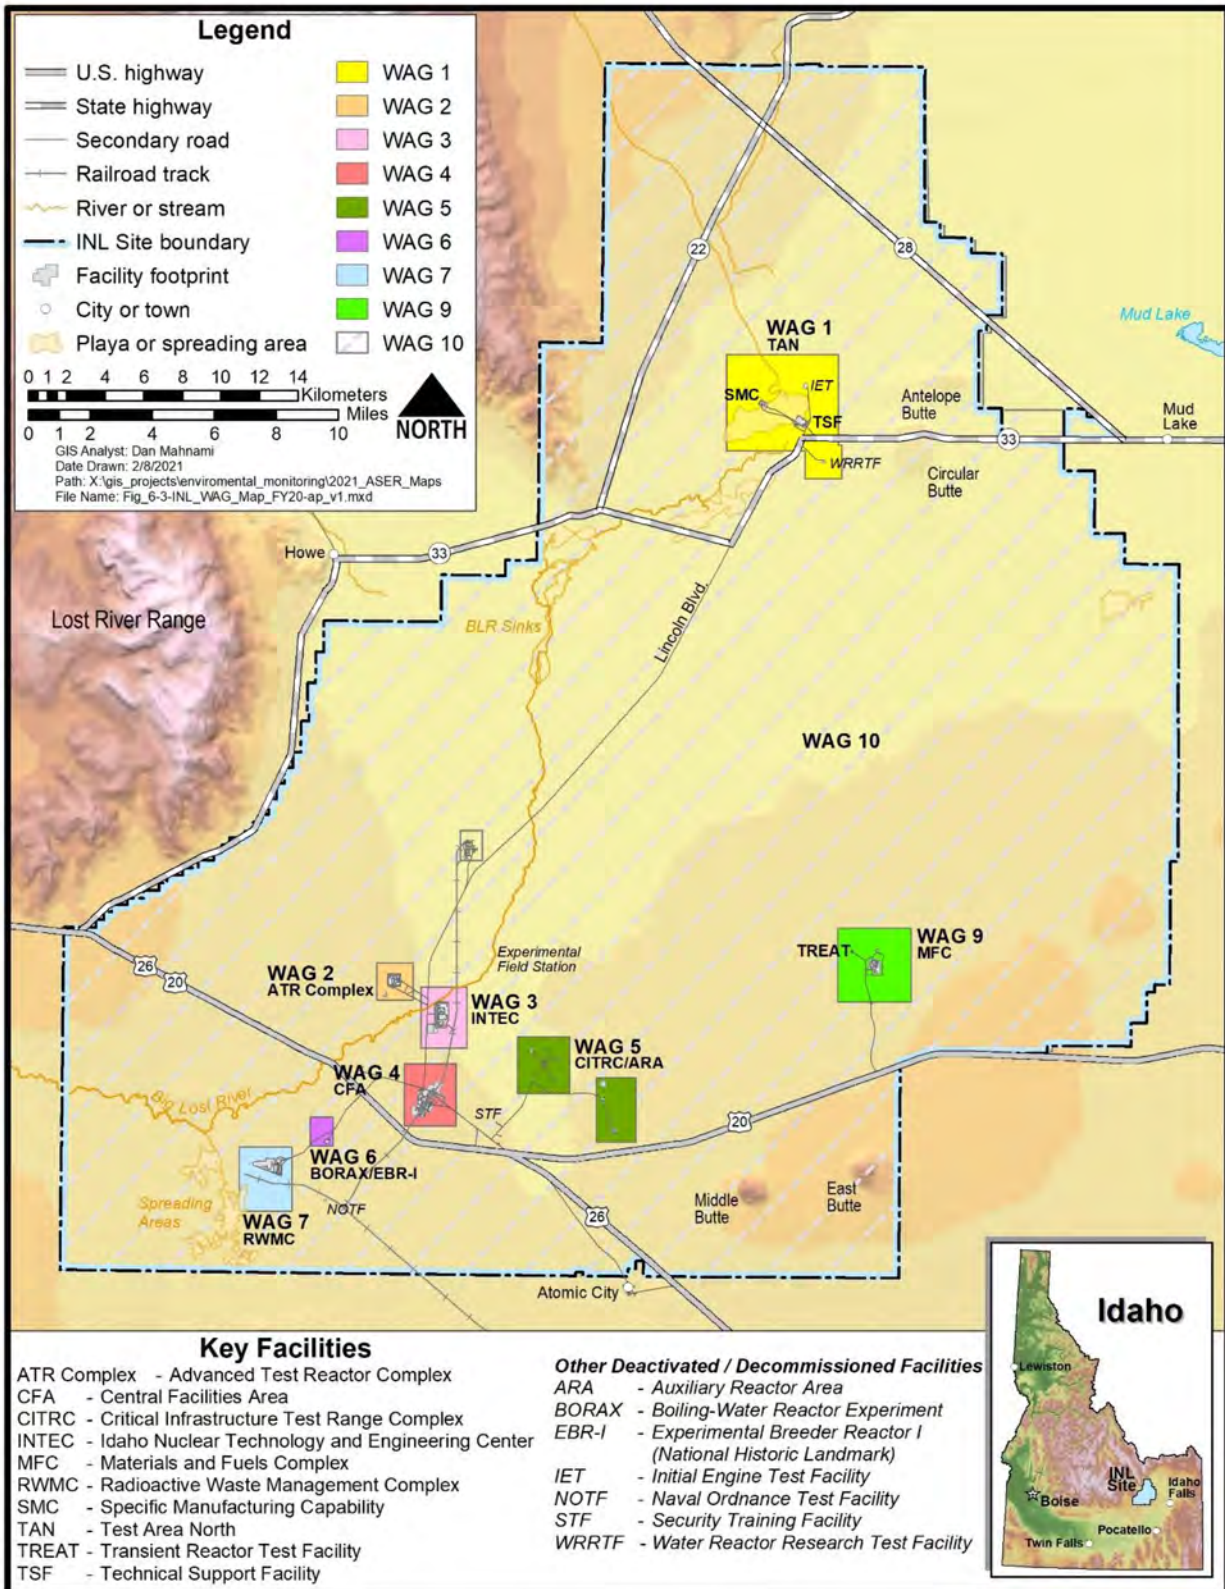 Legend
U.S. highway
State highway
Secondary road
Railroad track
River or stream
INL Site boundary
Facility footprint
City or town
Playa or spreading area
WAG 1
WAG 2
WAG 3
WAG 4
WAG 5
WAG 6
WAG 7
WAG 9
WAG 10
0 1 2 4 6 8 10 12 14
Kilometers
Miles
0 1 2 4 6 8 10
NORTH
GIS Analyst: Dan Mahnami
Date Drawn: 2/8/2021
Path: X:\gis_projects\enviromental_monitoring\2021_ASER_Maps
File Name: Fig_6-3-INL_WAG_Map_FY20-ap_v1.mxd
22
28
Mud Lake
WAG 1
TAN
IET
SMC
TSF
WRRTF
Antelope
Butte
Mud
Lake
33
Circular
Butte
Howe
33
Lost River Range
BLR Sinks
Lincoln Blvd.
WAG 10
26
20
Experimental
Field Station
WAG 2
ATR Complex
WAG 3
INTEC
TREAT
WAG 9
MFC
WAG 4
CFA
WAG 5
CITRC/ARA
Big Lost River
STF
20
WAG 6
BORAX/EBR-I
Spreading
Areas
WAG 7
RWMC
NOTF
26
Middle
Butte
East
Butte
Atomic City
Key Facilities
ATR Complex - Advanced Test Reactor Complex
CFA - Central Facilities Area
CITRC - Critical Infrastructure Test Range Complex
INTEC - Idaho Nuclear Technology and Engineering Center
MFC - Materials and Fuels Complex
RWMC - Radioactive Waste Management Complex
SMC - Specific Manufacturing Capability
TAN - Test Area North
TREAT - Transient Reactor Test Facility
TSF - Technical Support Facility
Other Deactivated / Decommissioned Facilities
ARA - Auxiliary Reactor Area
BORAX - Boiling-Water Reactor Experiment
EBR-I - Experimental Breeder Reactor I
(National Historic Landmark)
IET - Initial Engine Test Facility
NOTF - Naval Ordnance Test Facility
STF - Security Training Facility
WRRTF - Water Reactor Research Test Facility
Idaho
Lewiston
INL
Site
Idaho
Falls
Boise
Pocatello
Twin Falls